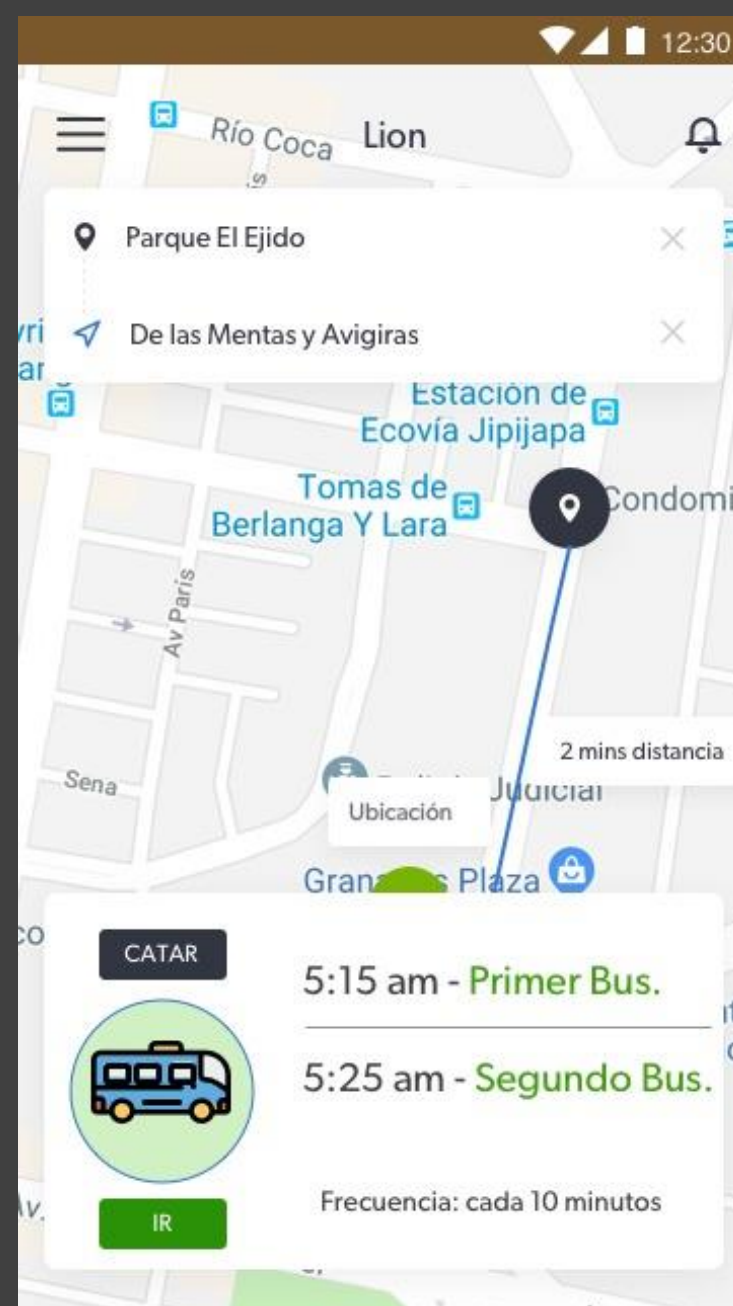 12:30
Río Coca
Lion
Parque El Ejido
De las Mentas y Avigiras
Estación de
Ecovía Jipijapa
Tomas de
Berlanga Y Lara
Condomi
Av París
2 mins distancia
Sena
Judicial
Ubicación
Plaza
CATAR
5:15 am - Primer Bus.
5:25 am - Segundo Bus.
Frecuencia: cada 10 minutos
IR